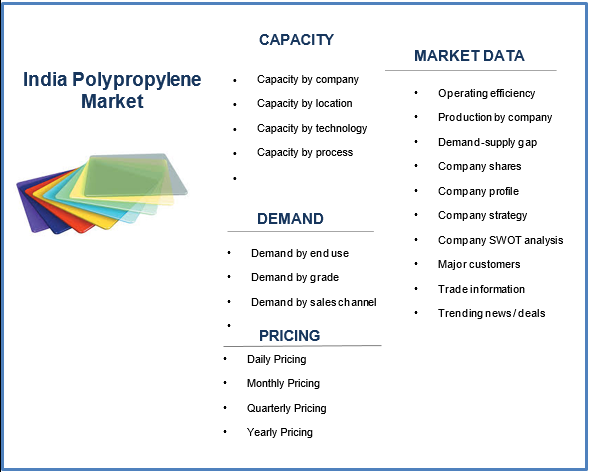 India Polypropylene
Market
CAPACITY
• Capacity by company
• Capacity by location
• Capacity by technology
• Capacity by process
•
DEMAND
• Demand by end use
• Demand by grade
• Demand by sales channel
•
PRICING
• Daily Pricing
• Monthly Pricing
• Quarterly Pricing
• Yearly Pricing
MARKET DATA
• Operating efficiency
• Production by company
• Demand-supply gap
• Company shares
• Company profile
• Company strategy
• Company SWOT analysis
• Major customers
• Trade information
• Trending news/ deals